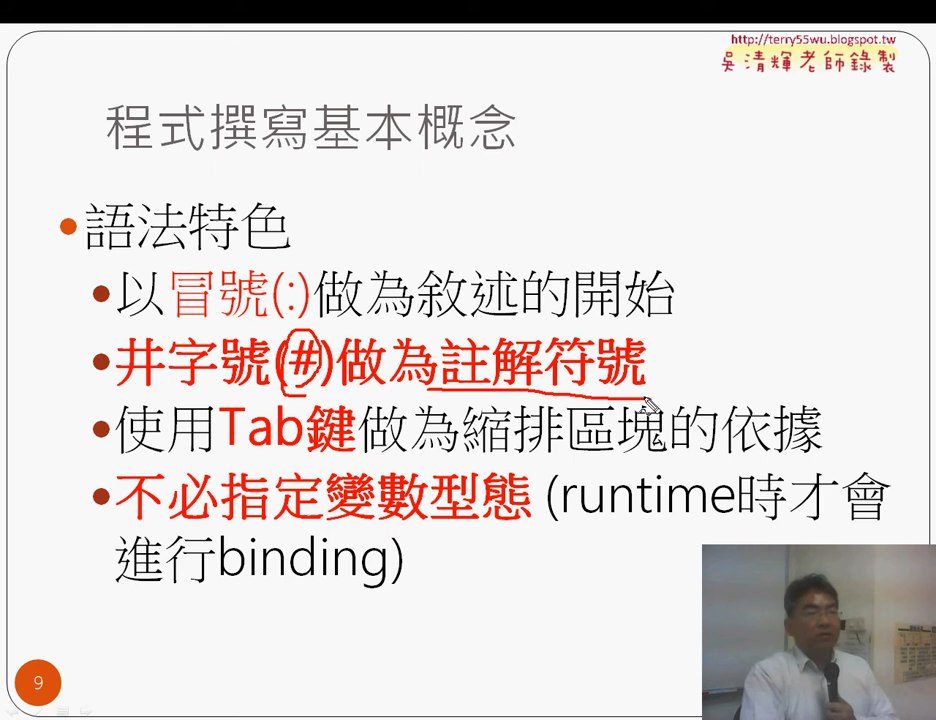 http://terry55wu.blogspot.tw
吳清輝老師錄製
程式撰寫基本概念
語法特色
以冒號(:)做為敘述的開始
井字號(#)做為註解符號
使用Tab鍵做為縮排區塊的依據
不必指定變數型態 (runtime時才會
進行binding)
9